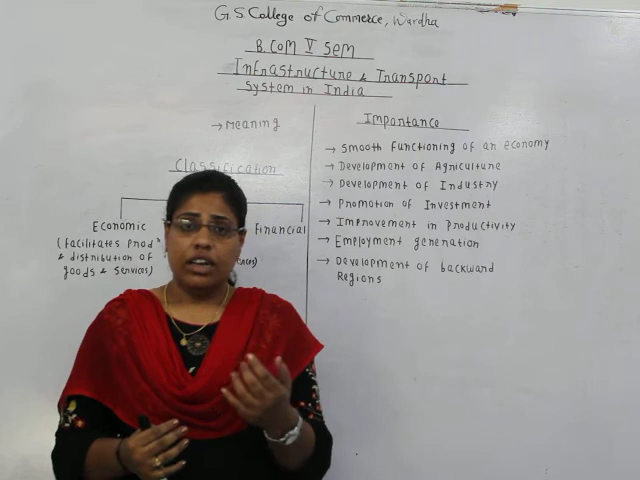 G.S College of Commerce, Wardha
B.Com V Sem
Infrastructure & Transport
System in India
→ Meaning
Classification
Economic
(facilitates prod
& distribution of
goods & services)
Financial
Importance
→ Smooth functioning of an economy
→ Development of Agriculture
→ Development of Industry
→ Promotion of Investment
→ Improvement in Productivity
→ Employment generation
→ Development of backward
Regions